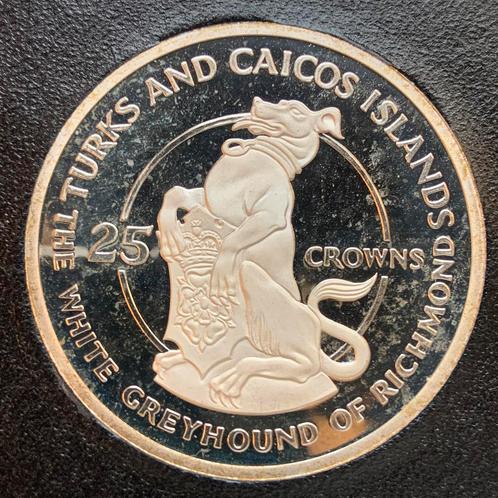 THE TURKS AND CAICOS ISLANDS
25 CROWNS
WHITE GREYHOUND OF RICHMOND